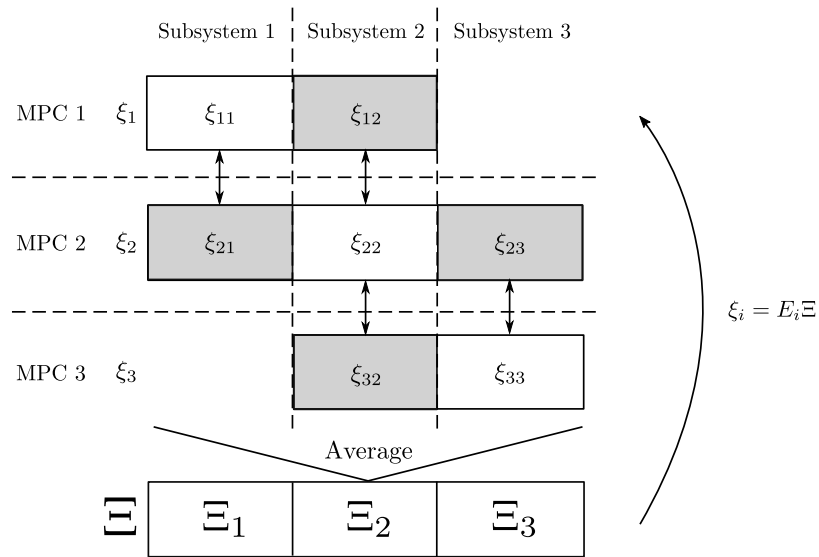 Subsystem 1 Subsystem 2 Subsystem 3
MPC 1 ξ₁ ξ₁₁ ξ₁₂
MPC 2 ξ₂ ξ₂₁ ξ₂₂ ξ₂₃
ξᵢ = EᵢΞ
MPC 3 ξ₃ ξ₃₂ ξ₃₃
Average
Ξ Ξ₁ Ξ₂ Ξ₃